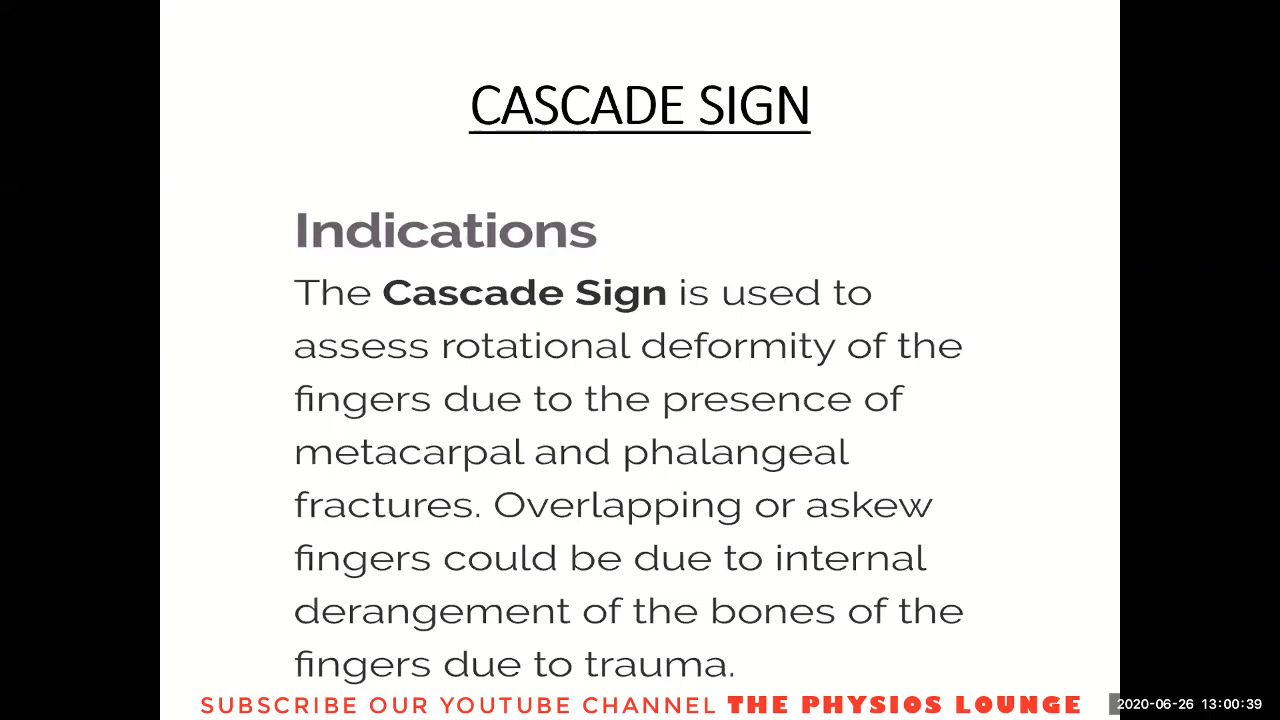 CASCADE SIGN
Indications
The Cascade Sign is used to
assess rotational deformity of the
fingers due to the presence of
metacarpal and phalangeal
fractures. Overlapping or askew
fingers could be due to internal
derangement of the bones of the
fingers due to trauma.
SUBSCRIBE OUR YOUTUBE CHANNEL THE PHYSIOS LOUNGE
2020-06-26 13:00:39